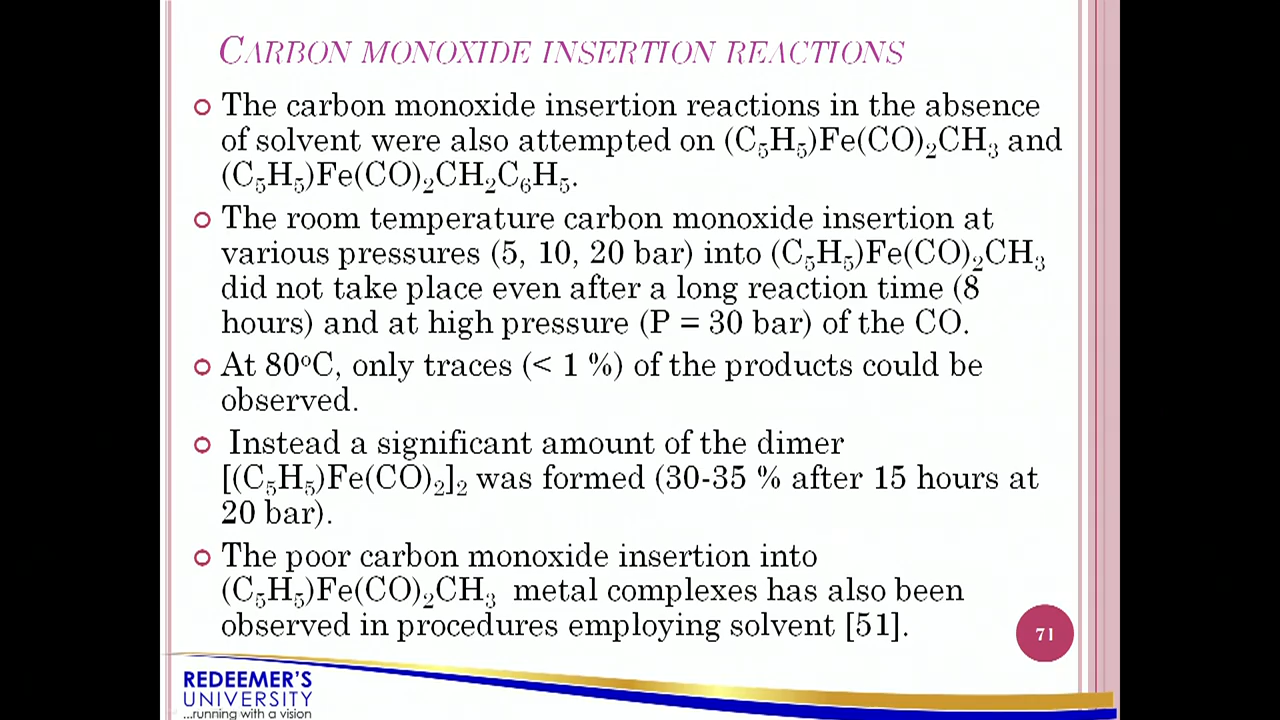 CARBON MONOXIDE INSERTION REACTIONS
The carbon monoxide insertion reactions in the absence
of solvent were also attempted on (C₅H₅)Fe(CO)₂CH₃ and
(C₅H₅)Fe(CO)₂CH₂C₆H₅.
The room temperature carbon monoxide insertion at
various pressures (5, 10, 20 bar) into (C₅H₅)Fe(CO)₂CH₃
did not take place even after a long reaction time (8
hours) and at high pressure (P = 30 bar) of the CO.
At 80ºC, only traces (< 1 %) of the products could be
observed.
Instead a significant amount of the dimer
[(C₅H₅)Fe(CO)₂]₂ was formed (30-35 % after 15 hours at
20 bar).
The poor carbon monoxide insertion into
(C₅H₅)Fe(CO)₂CH₃ metal complexes has also been
observed in procedures employing solvent [51].
71
REDEEMER'S
UNIVERSITY
...running with a vision